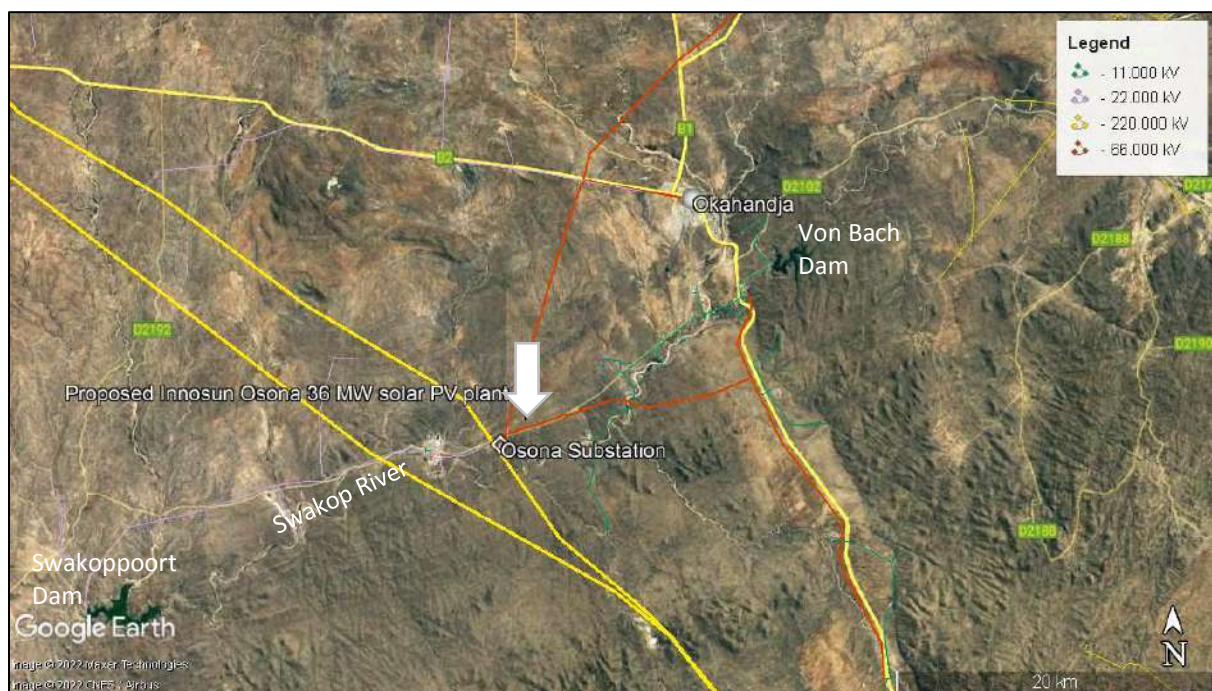 Legend
- 11.000 kV
- 22.000 kV
- 220.000 kV
- 66.000 kV
B1
B2
D2102
D217
Okahandja
Von Bach
Dam
D2188
D2192
D2190
Proposed Innosun Osona 36 MW solar PV plant
Osona Substation
Swakop River
D2188
Swakoppoort
Dam
Google Earth
Image © 2022 Maxar Technologies
Image © 2022 CNES / Airbus
N
20 km